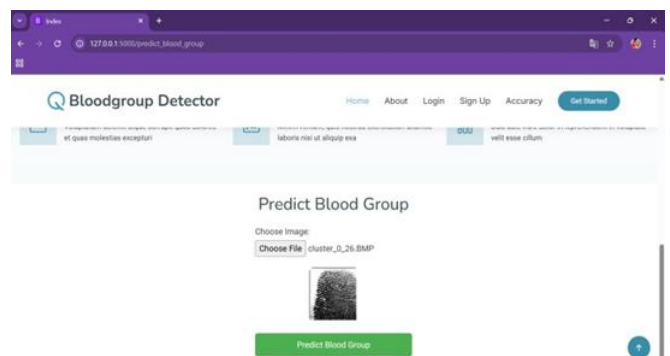 Index
127.0.0.1:5000/predict_blood_group
Bloodgroup Detector
Home About Login Sign Up Accuracy Get Started
et quas molestias excepturi
laboris nisi ut aliquip exa
velit esse cillum
Predict Blood Group
Choose Image:
Choose File cluster_0_26.BMP
Predict Blood Group